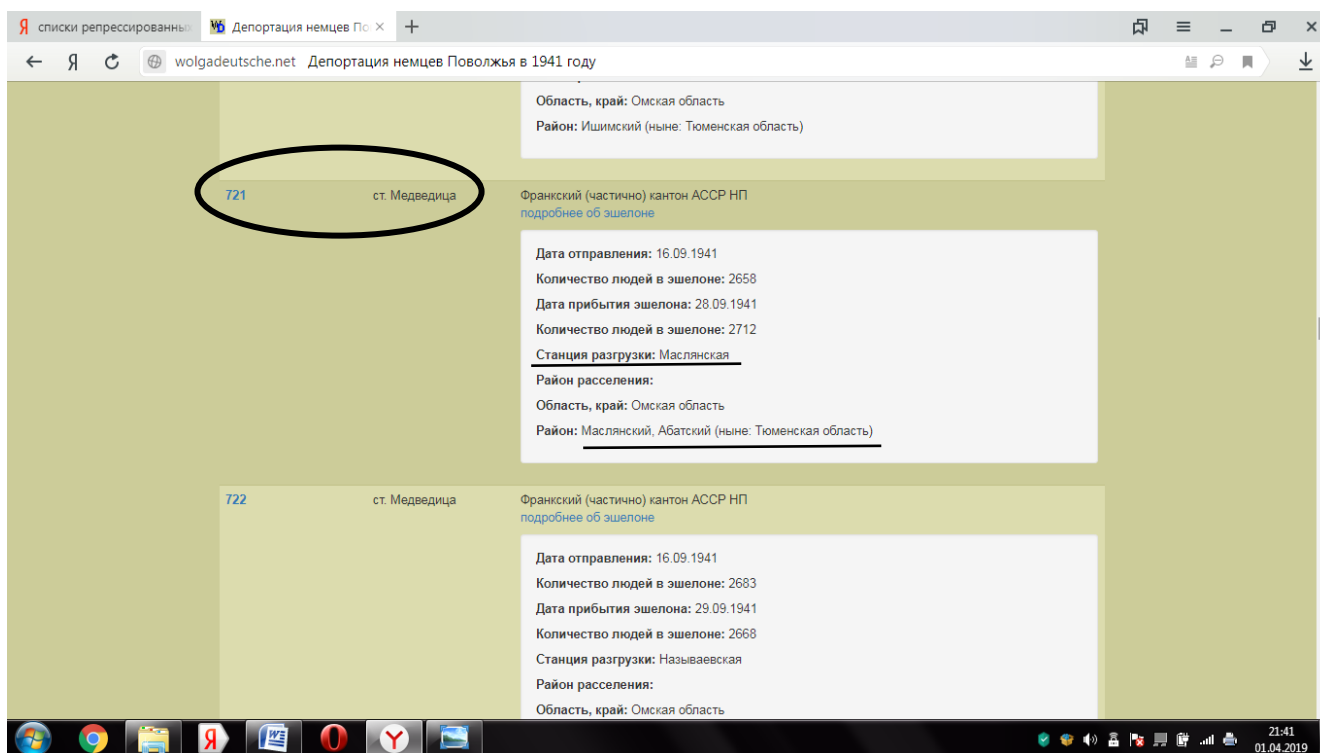 списки репрессированны
Депортация немцев По
wolgadeutsche.net Депортация немцев Поволжья в 1941 году
Область, край: Омская область
Район: Ишимский (ныне: Тюменская область)
721 ст. Медведица Франкский (частично) кантон АССР НП
подробнее об эшелоне
Дата отправления: 16.09.1941
Количество людей в эшелоне: 2658
Дата прибытия эшелона: 28.09.1941
Количество людей в эшелоне: 2712
Станция разгрузки: Маслянская
Район расселения:
Область, край: Омская область
Район: Маслянский, Абатский (ныне: Тюменская область)
722 ст. Медведица Франкский (частично) кантон АССР НП
подробнее об эшелоне
Дата отправления: 16.09.1941
Количество людей в эшелоне: 2683
Дата прибытия эшелона: 29.09.1941
Количество людей в эшелоне: 2668
Станция разгрузки: Называевская
Район расселения:
Область, край: Омская область
21:41
01.04.2019